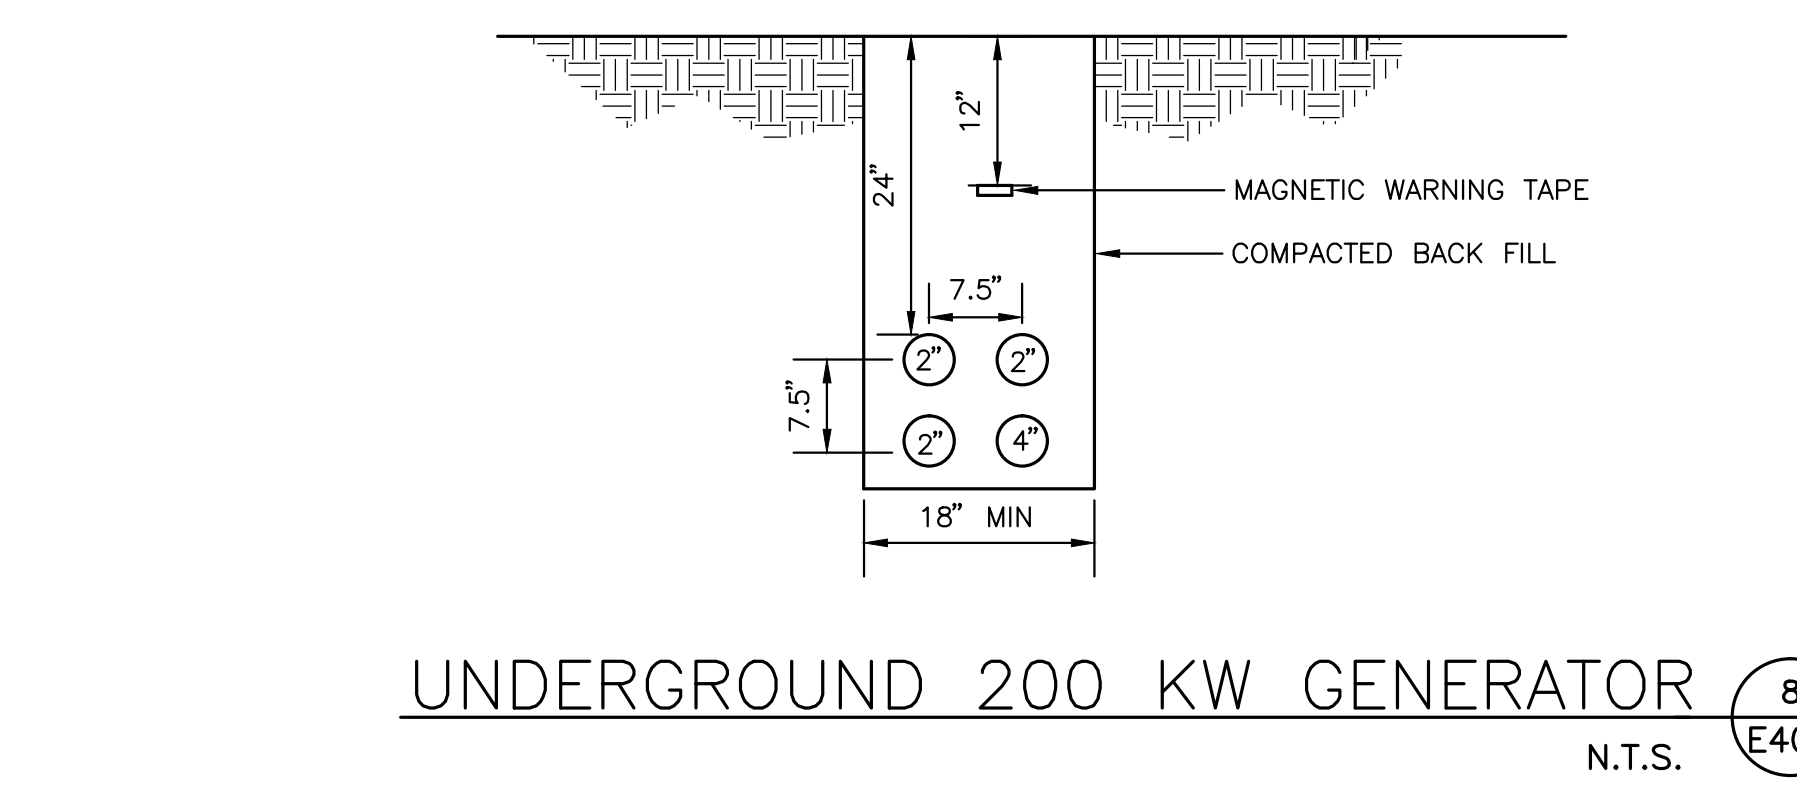 12”
24”
MAGNETIC WARNING TAPE
COMPACTED BACK FILL
7.5”
2” 2”
7.5”
2” 4”
18” MIN
UNDERGROUND 200 KW GENERATOR
8
N.T.S.